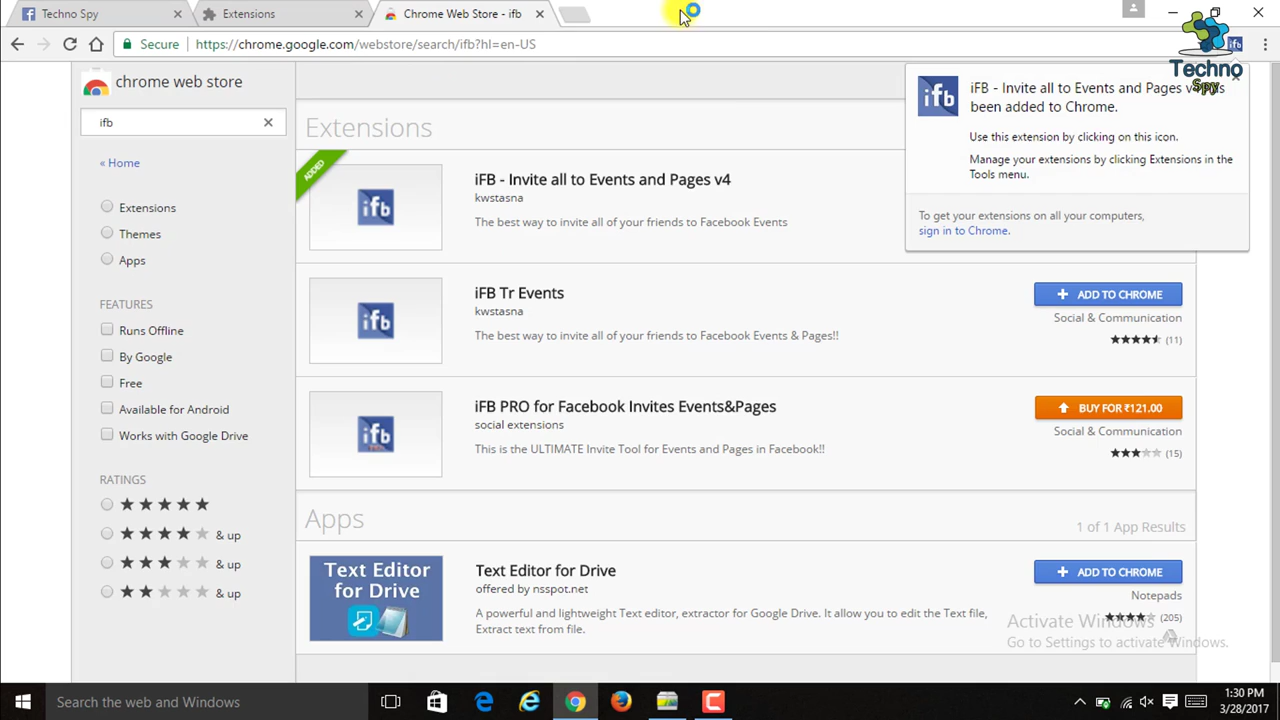 Techno Spy
Extensions
Chrome Web Store - ifb
Secure
https://chrome.google.com/webstore/search/ifb?hl=en-US
ifb
Techno
Spy
chrome web store
ifb
« Home
Extensions
Themes
Apps
FEATURES
Runs Offline
By Google
Free
Available for Android
Works with Google Drive
RATINGS
& up
& up
& up
Extensions
ADDED
ifb
iFB - Invite all to Events and Pages v4
kwstasna
The best way to invite all of your friends to Facebook Events
ifb
iFB - Invite all to Events and Pages
been added to Chrome.
Use this extension by clicking on this icon.
Manage your extensions by clicking Extensions in the
Tools menu.
To get your extensions on all your computers,
sign in to Chrome.
ifb
iFB Tr Events
kwstasna
The best way to invite all of your friends to Facebook Events & Pages!!
ADD TO CHROME
Social & Communication
(11)
ifb
iFB PRO for Facebook Invites Events&Pages
social extensions
This is the ULTIMATE Invite Tool for Events and Pages in Facebook!!
BUY FOR ₹121.00
Social & Communication
(15)
Apps
1 of 1 App Results
Text Editor
for Drive
Text Editor for Drive
offered by nsspot.net
A powerful and lightweight Text editor, extractor for Google Drive. It allow you to edit the Text file,
Extract text from file.
ADD TO CHROME
Notepads
(205)
Activate Windows
Go to Settings to activate Windows.
Search the web and Windows
1:30 PM
3/28/2017